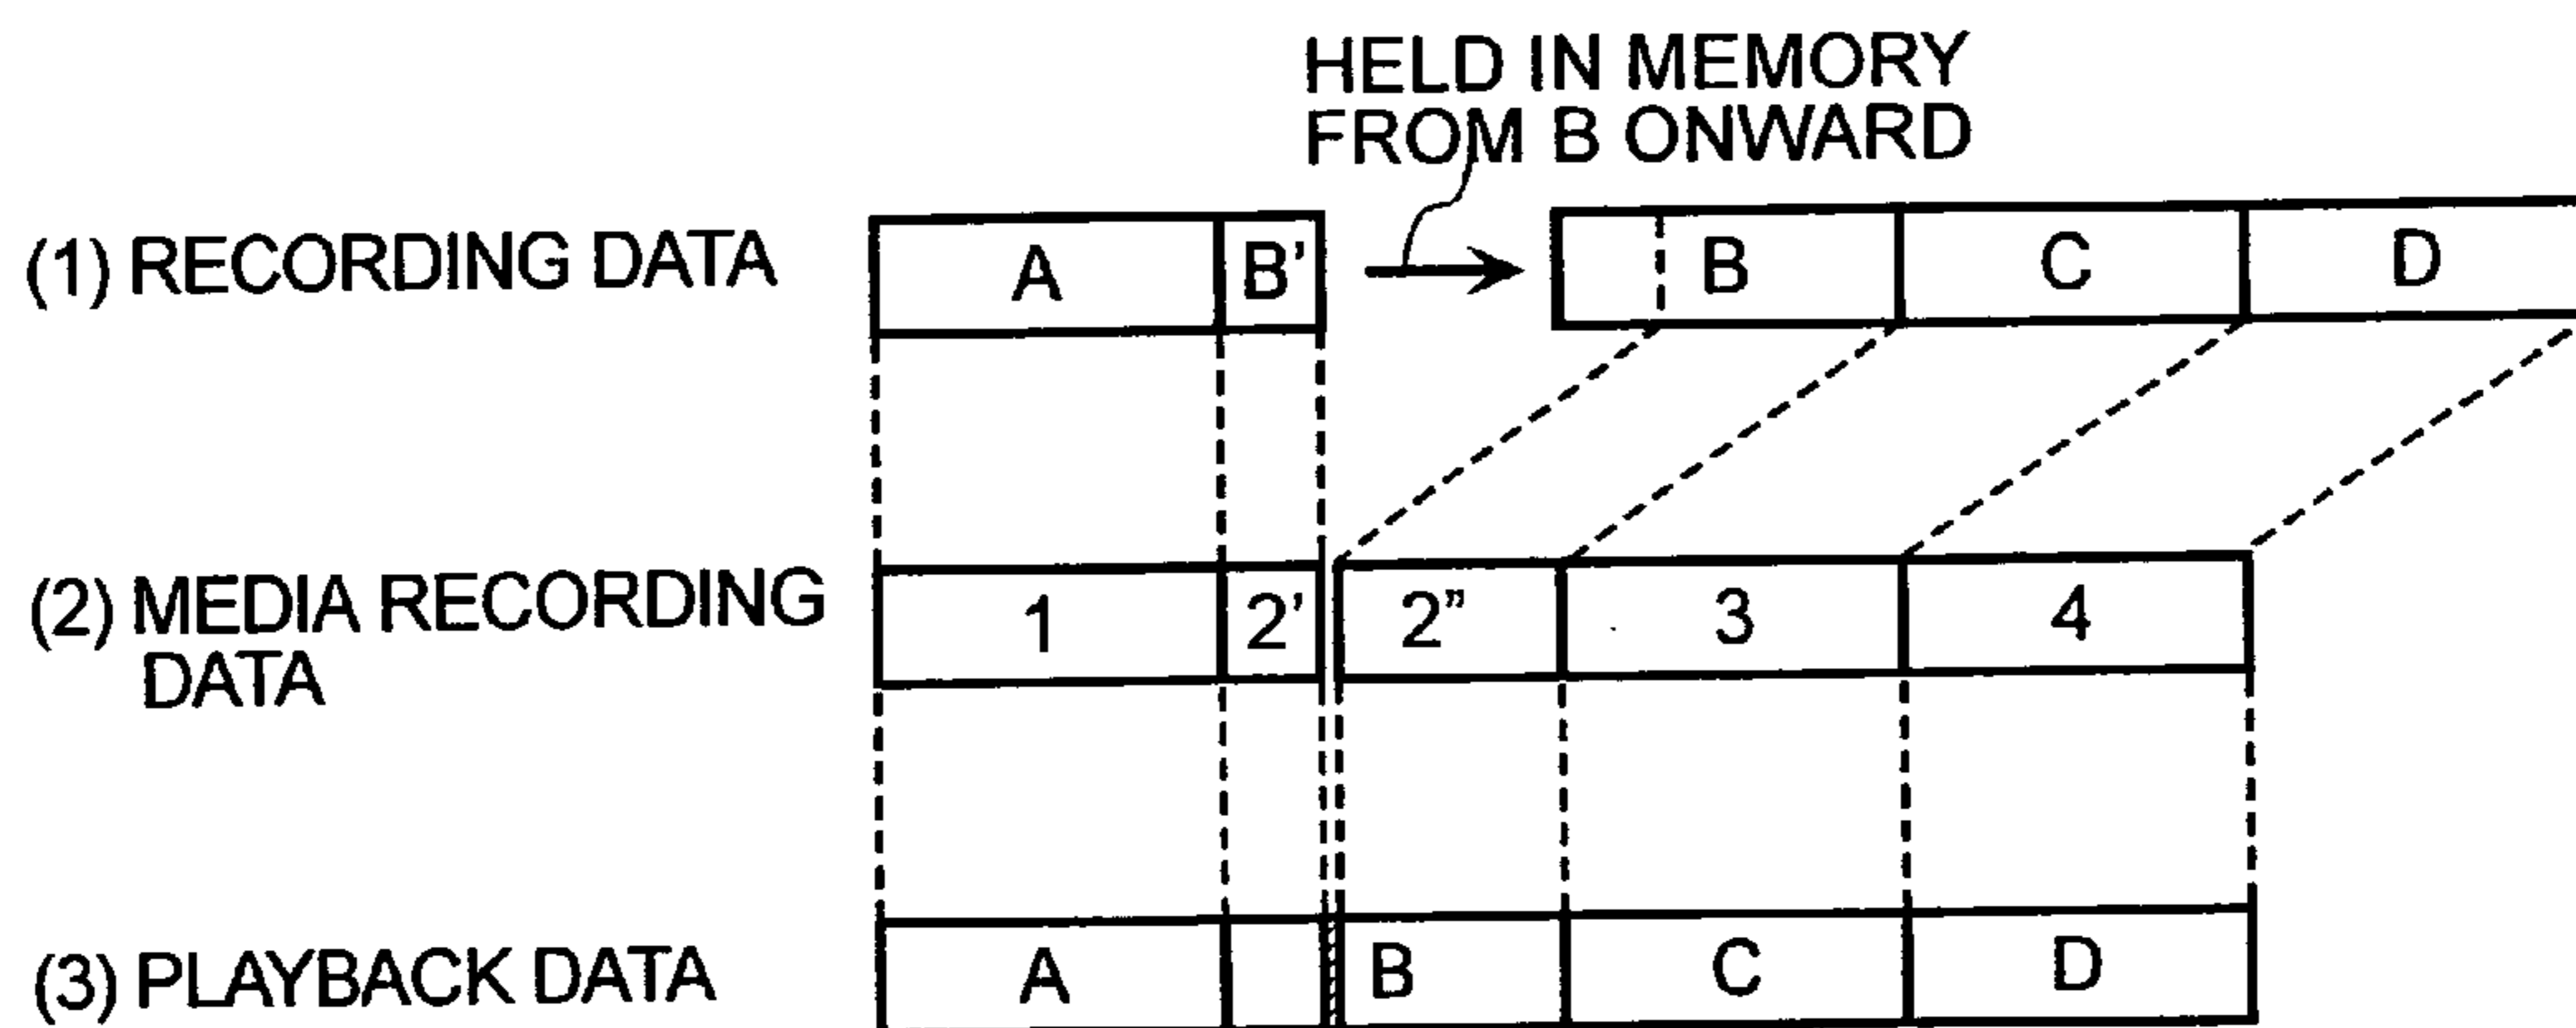 HELD IN MEMORY
FROM B ONWARD
(1) RECORDING DATA
A B' B C D
(2) MEDIA RECORDING
DATA
1 2' 2" 3 4
(3) PLAYBACK DATA
A B C D